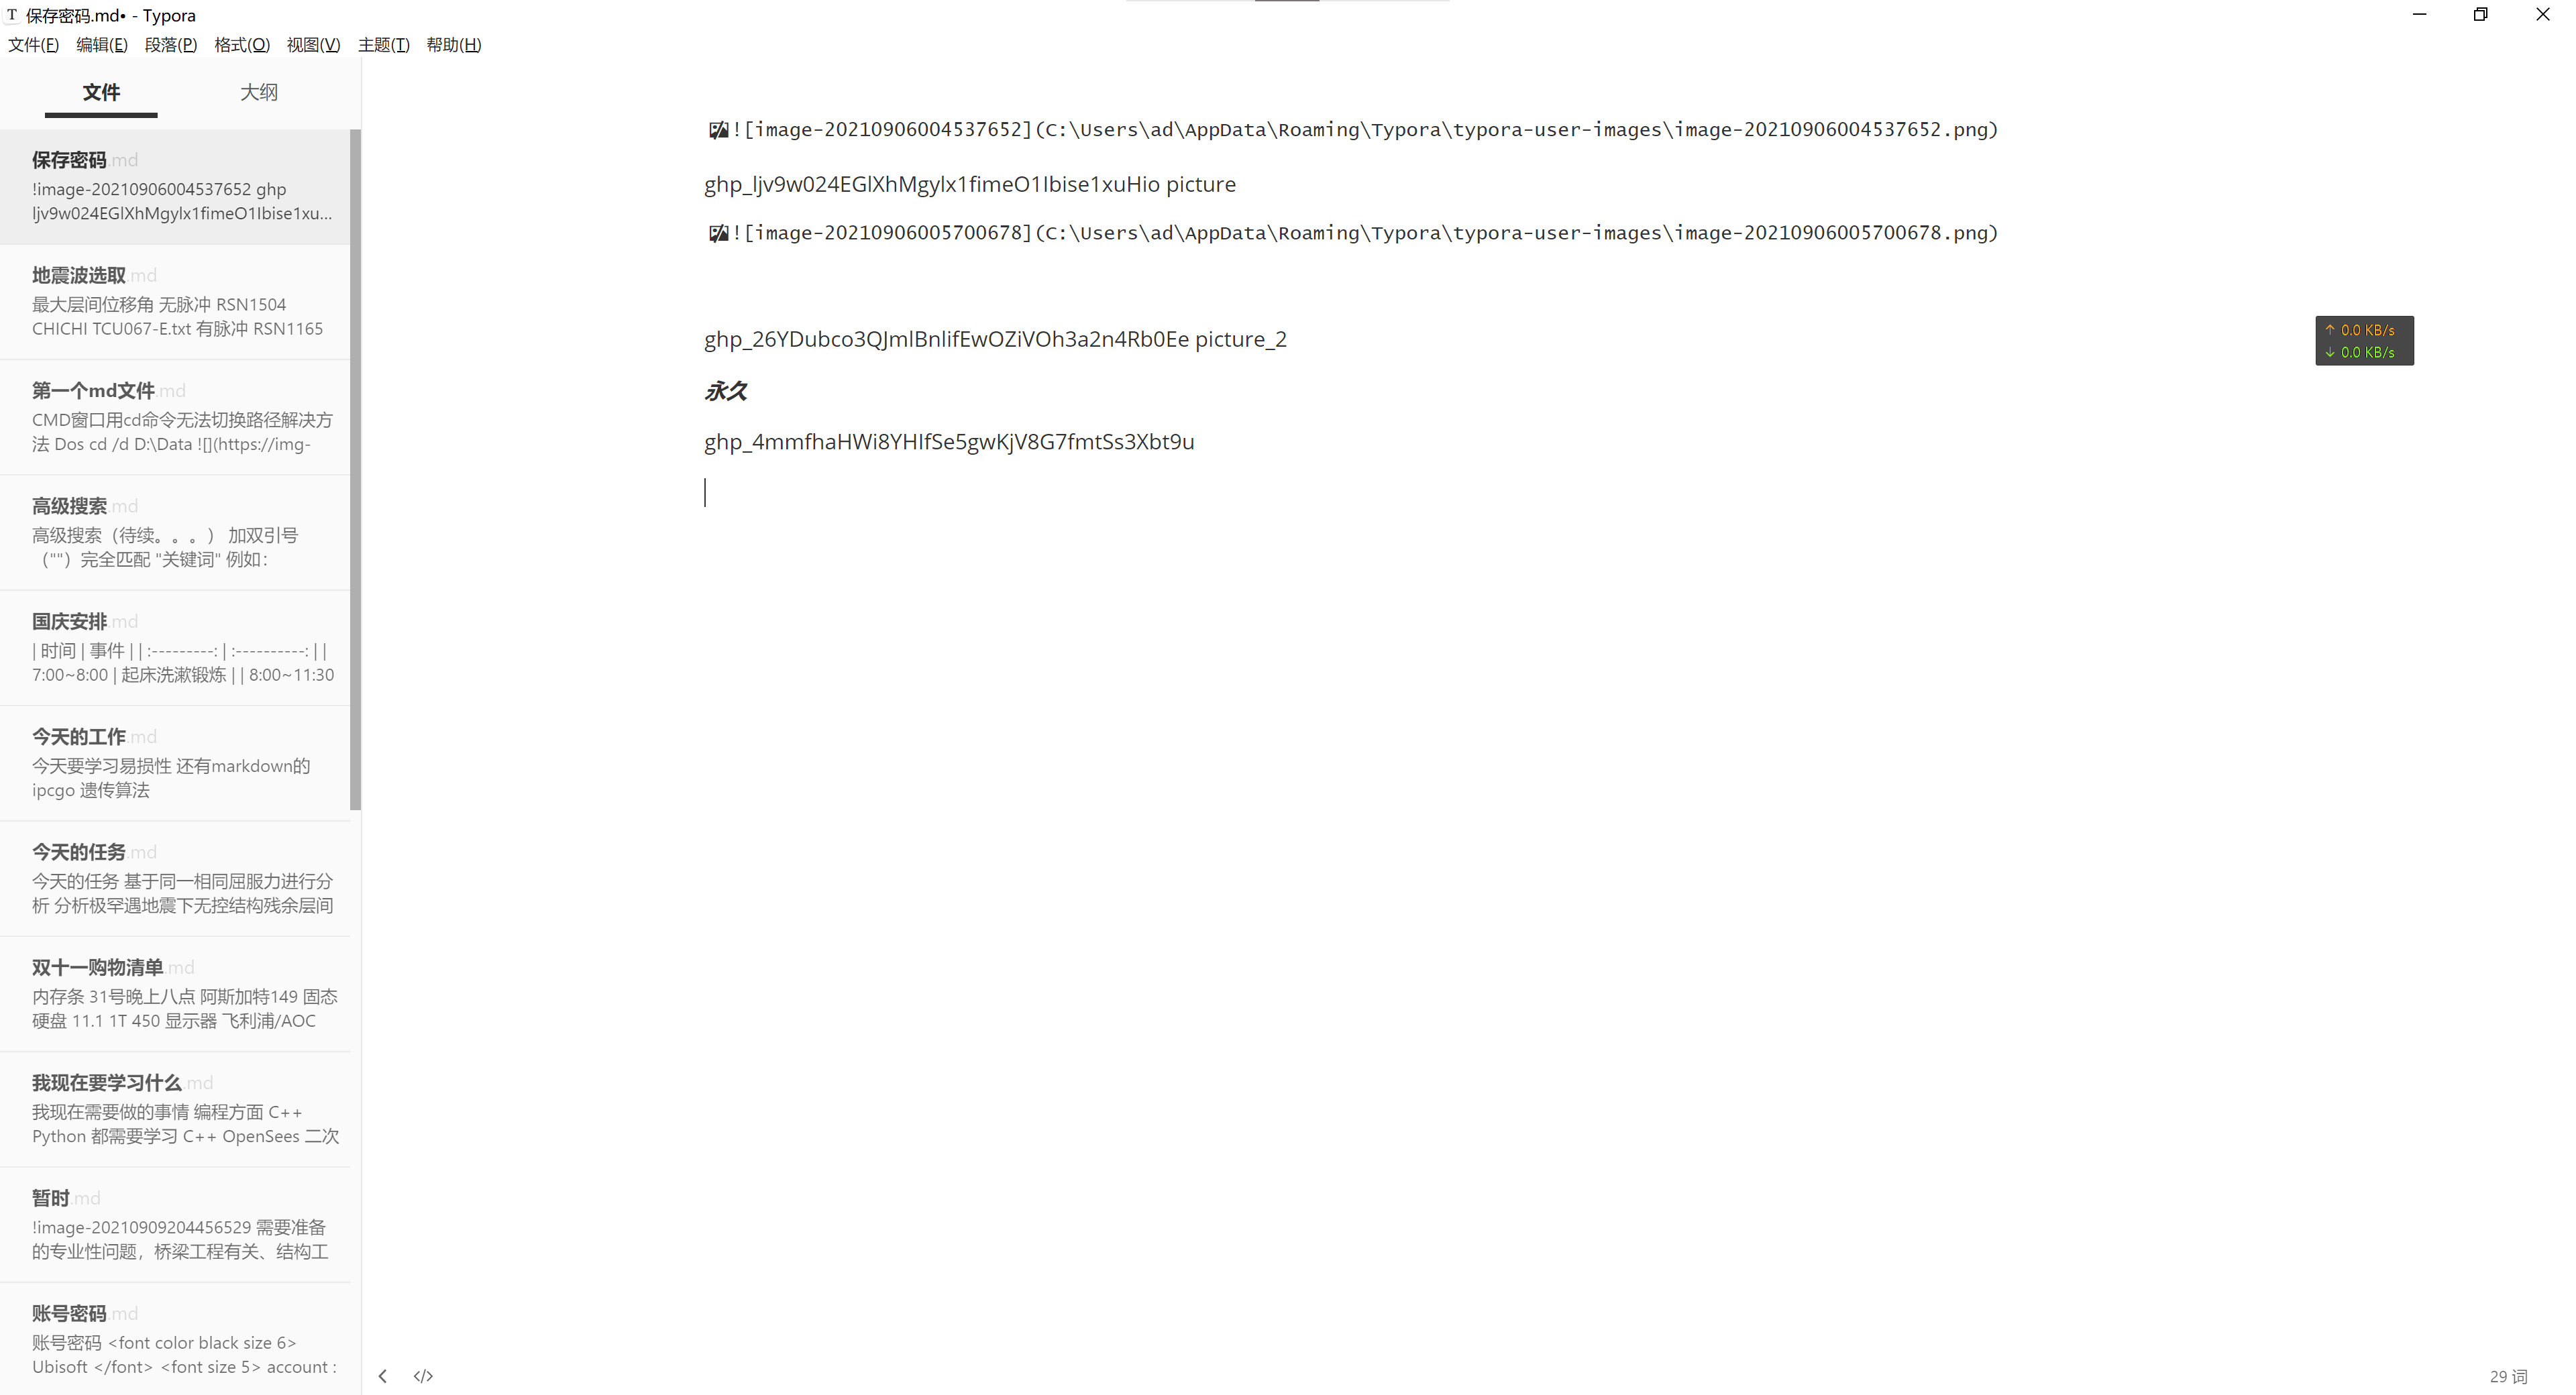 T 保存密码.md• - Typora
文件(F) 编辑(E) 段落(P) 格式(O) 视图(V) 主题(T) 帮助(H)
文件 大纲
保存密码.md
!image-20210906004537652 ghp
地震波选取.md
最大层间位移角 无脉冲 RSN1504
CHICHI TCU067-E.txt 有脉冲 RSN1165
第一个md文件.md
CMD窗口用cd命令无法切换路径解决方
法 Dos cd /d D:\Data ![](https://img-
高级搜索.md
高级搜索（待续。。。） 加双引号
（""）完全匹配 "关键词" 例如：
国庆安排.md
| 时间 | 事件 | | :---------: | :----------: | |
7:00~8:00 | 起床洗漱锻炼 | | 8:00~11:30
今天的工作.md
今天要学习易损性 还有markdown的
ipcgo 遗传算法
今天的任务.md
今天的任务 基于同一相同屈服力进行分
析 分析极罕遇地震下无控结构残余层间
双十一购物清单.md
内存条 31号晚上八点 阿斯加特149 固态
硬盘 11.1 1T 450 显示器 飞利浦/AOC
我现在要学习什么.md
我现在需要做的事情 编程方面 C++
Python 都需要学习 C++ OpenSees 二次
暂时.md
!image-20210909204456529 需要准备
的专业性问题，桥梁工程有关、结构工
账号密码.md
账号密码 <font color black size 6>
Ubisoft </font> <font size 5> account :
![image-20210906004537652](C:\Users\ad\AppData\Roaming\Typora\typora-user-images\image-20210906004537652.png)
picture
![image-20210906005700678](C:\Users\ad\AppData\Roaming\Typora\typora-user-images\image-20210906005700678.png)
picture_2
永久
↑ 0.0 KB/s
↓ 0.0 KB/s
</>
29 词